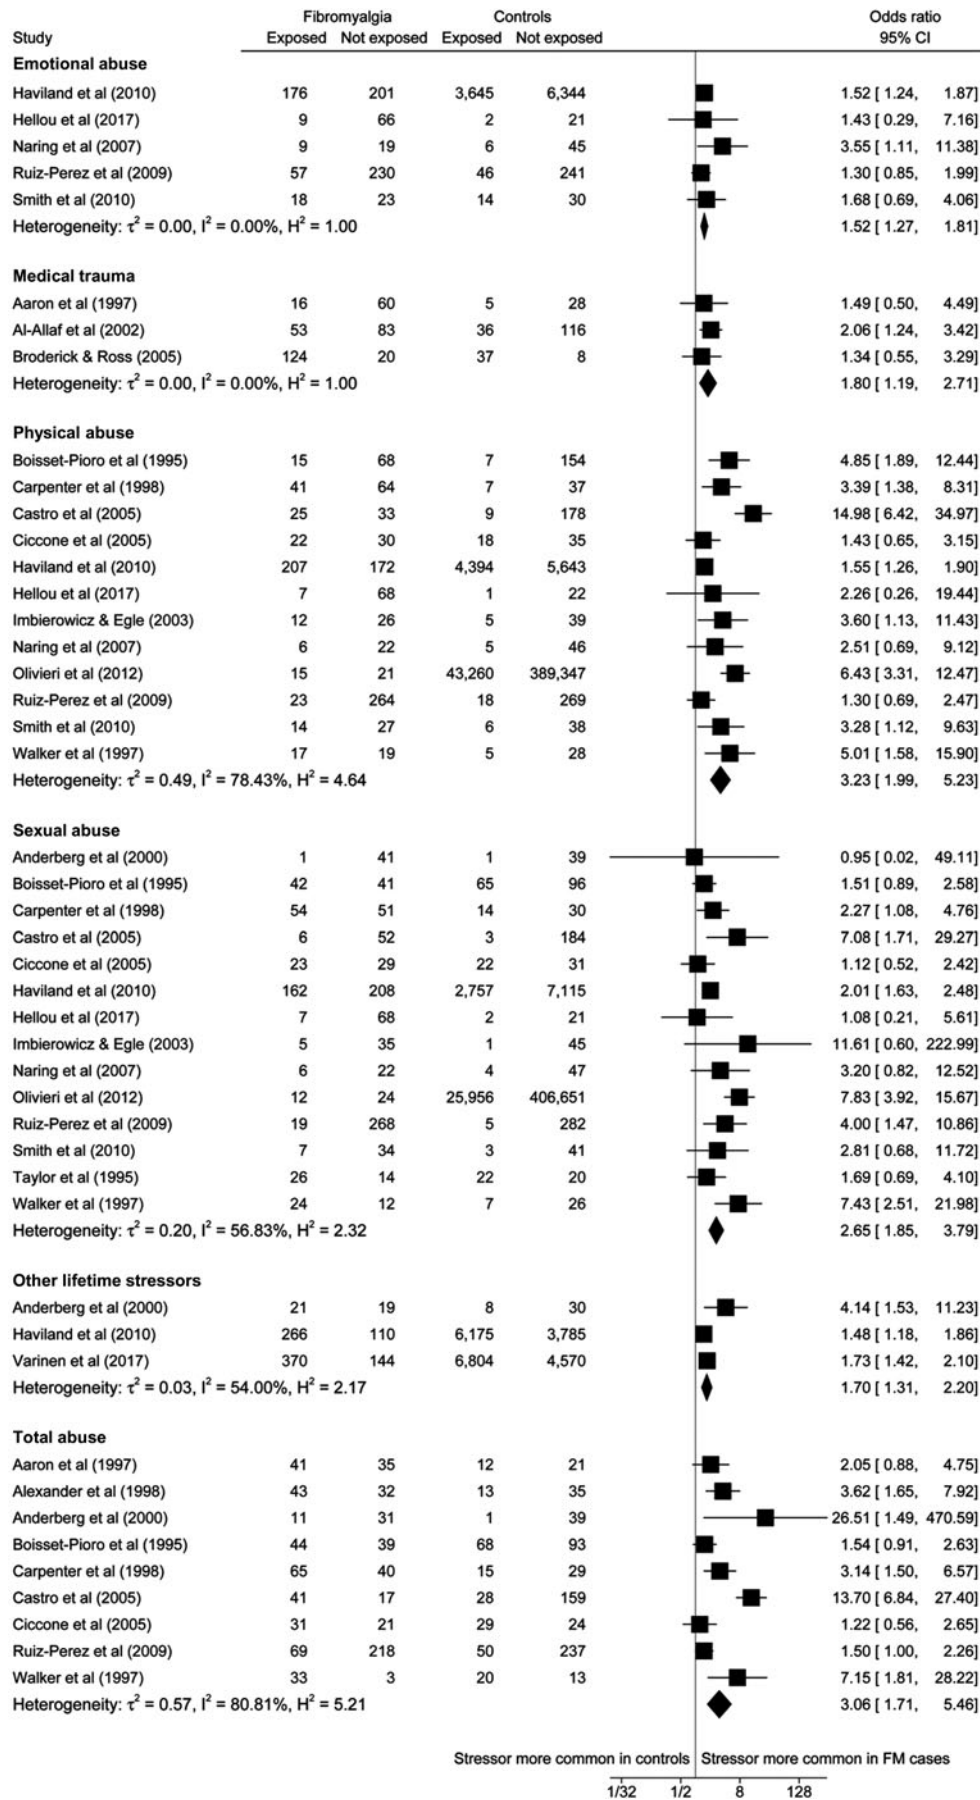 Fibromyalgia Controls Odds ratio
Study Exposed Not exposed Exposed Not exposed 95% CI
Emotional abuse
Haviland et al (2010) 176 201 3,645 6,344 1.52 [ 1.24, 1.87]
Hellou et al (2017) 9 66 2 21 1.43 [ 0.29, 7.16]
Naring et al (2007) 9 19 6 45 3.55 [ 1.11, 11.38]
Ruiz-Perez et al (2009) 57 230 46 241 1.30 [ 0.85, 1.99]
Smith et al (2010) 18 23 14 30 1.68 [ 0.69, 4.06]
Heterogeneity: τ² = 0.00, I² = 0.00%, H² = 1.00 1.52 [ 1.27, 1.81]
Medical trauma
Aaron et al (1997) 16 60 5 28 1.49 [ 0.50, 4.49]
Al-Allaf et al (2002) 53 83 36 116 2.06 [ 1.24, 3.42]
Broderick & Ross (2005) 124 20 37 8 1.34 [ 0.55, 3.29]
Heterogeneity: τ² = 0.00, I² = 0.00%, H² = 1.00 1.80 [ 1.19, 2.71]
Physical abuse
Boisset-Pioro et al (1995) 15 68 7 154 4.85 [ 1.89, 12.44]
Carpenter et al (1998) 41 64 7 37 3.39 [ 1.38, 8.31]
Castro et al (2005) 25 33 9 178 14.98 [ 6.42, 34.97]
Ciccone et al (2005) 22 30 18 35 1.43 [ 0.65, 3.15]
Haviland et al (2010) 207 172 4,394 5,643 1.55 [ 1.26, 1.90]
Hellou et al (2017) 7 68 1 22 2.26 [ 0.26, 19.44]
Imbierowicz & Egle (2003) 12 26 5 39 3.60 [ 1.13, 11.43]
Naring et al (2007) 6 22 5 46 2.51 [ 0.69, 9.12]
Olivieri et al (2012) 15 21 43,260 389,347 6.43 [ 3.31, 12.47]
Ruiz-Perez et al (2009) 23 264 18 269 1.30 [ 0.69, 2.47]
Smith et al (2010) 14 27 6 38 3.28 [ 1.12, 9.63]
Walker et al (1997) 17 19 5 28 5.01 [ 1.58, 15.90]
Heterogeneity: τ² = 0.49, I² = 78.43%, H² = 4.64 3.23 [ 1.99, 5.23]
Sexual abuse
Anderberg et al (2000) 1 41 1 39 0.95 [ 0.02, 49.11]
Boisset-Pioro et al (1995) 42 41 65 96 1.51 [ 0.89, 2.58]
Carpenter et al (1998) 54 51 14 30 2.27 [ 1.08, 4.76]
Castro et al (2005) 6 52 3 184 7.08 [ 1.71, 29.27]
Ciccone et al (2005) 23 29 22 31 1.12 [ 0.52, 2.42]
Haviland et al (2010) 162 208 2,757 7,115 2.01 [ 1.63, 2.48]
Hellou et al (2017) 7 68 2 21 1.08 [ 0.21, 5.61]
Imbierowicz & Egle (2003) 5 35 1 45 11.61 [ 0.60, 222.99]
Naring et al (2007) 6 22 4 47 3.20 [ 0.82, 12.52]
Olivieri et al (2012) 12 24 25,956 406,651 7.83 [ 3.92, 15.67]
Ruiz-Perez et al (2009) 19 268 5 282 4.00 [ 1.47, 10.86]
Smith et al (2010) 7 34 3 41 2.81 [ 0.68, 11.72]
Taylor et al (1995) 26 14 22 20 1.69 [ 0.69, 4.10]
Walker et al (1997) 24 12 7 26 7.43 [ 2.51, 21.98]
Heterogeneity: τ² = 0.20, I² = 56.83%, H² = 2.32 2.65 [ 1.85, 3.79]
Other lifetime stressors
Anderberg et al (2000) 21 19 8 30 4.14 [ 1.53, 11.23]
Haviland et al (2010) 266 110 6,175 3,785 1.48 [ 1.18, 1.86]
Varinen et al (2017) 370 144 6,804 4,570 1.73 [ 1.42, 2.10]
Heterogeneity: τ² = 0.03, I² = 54.00%, H² = 2.17 1.70 [ 1.31, 2.20]
Total abuse
Aaron et al (1997) 41 35 12 21 2.05 [ 0.88, 4.75]
Alexander et al (1998) 43 32 13 35 3.62 [ 1.65, 7.92]
Anderberg et al (2000) 11 31 1 39 26.51 [ 1.49, 470.59]
Boisset-Pioro et al (1995) 44 39 68 93 1.54 [ 0.91, 2.63]
Carpenter et al (1998) 65 40 15 29 3.14 [ 1.50, 6.57]
Castro et al (2005) 41 17 28 159 13.70 [ 6.84, 27.40]
Ciccone et al (2005) 31 21 29 24 1.22 [ 0.56, 2.65]
Ruiz-Perez et al (2009) 69 218 50 237 1.50 [ 1.00, 2.26]
Walker et al (1997) 33 3 20 13 7.15 [ 1.81, 28.22]
Heterogeneity: τ² = 0.57, I² = 80.81%, H² = 5.21 3.06 [ 1.71, 5.46]
Stressor more common in controls Stressor more common in FM cases
1/32 1/2 8 128